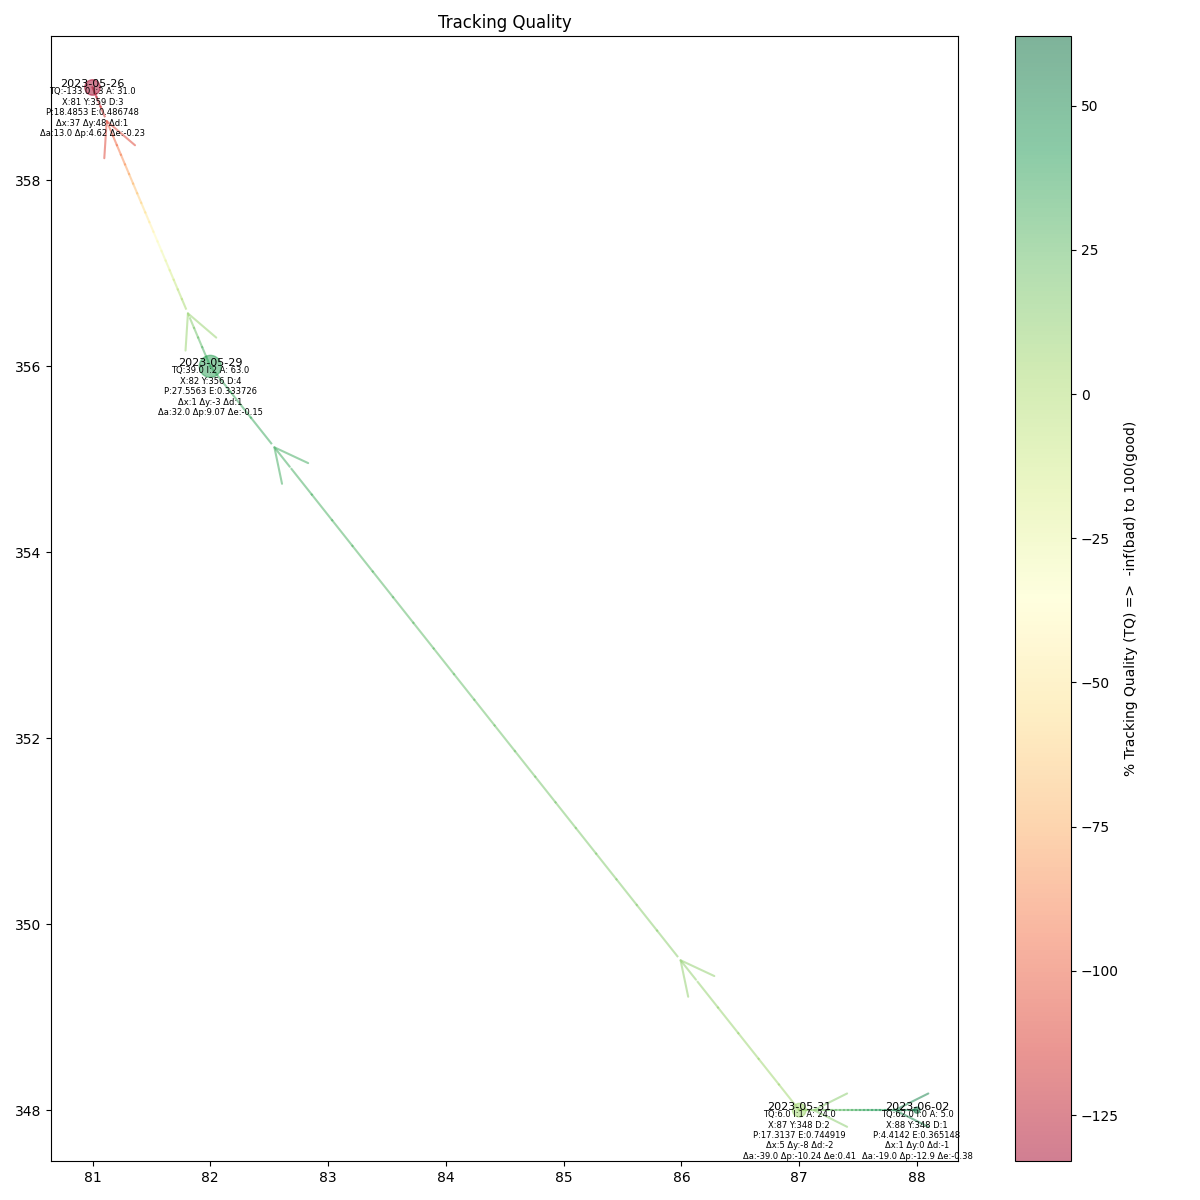 Tracking Quality
2023-05-26
TQ:-133.0 I:3 A: 31.0
X:81 Y:359 D:3
P:18.4853 E:0.486748
Δx:37 Δy:48 Δd:1
Δa:13.0 Δp:4.62 Δe:-0.23
2023-05-29
TQ:39.0 I:2 A: 63.0
X:82 Y:356 D:4
P:27.5563 E:0.333726
Δx:1 Δy:-3 Δd:1
Δa:32.0 Δp:9.07 Δe:-0.15
2023-05-31
TQ:6.0 I:1 A: 24.0
X:87 Y:348 D:2
P:17.3137 E:0.744919
Δx:5 Δy:-8 Δd:-2
Δa:-39.0 Δp:-10.24 Δe:0.41
2023-06-02
TQ:62.0 I:0 A: 5.0
X:88 Y:348 D:1
P:4.4142 E:0.365148
Δx:1 Δy:0 Δd:-1
Δa:-19.0 Δp:-12.9 Δe:-0.38
358
356
354
352
350
348
81 82 83 84 85 86 87 88
50
25
0
−25
−50
−75
−100
−125
% Tracking Quality (TQ) => -inf(bad) to 100(good)